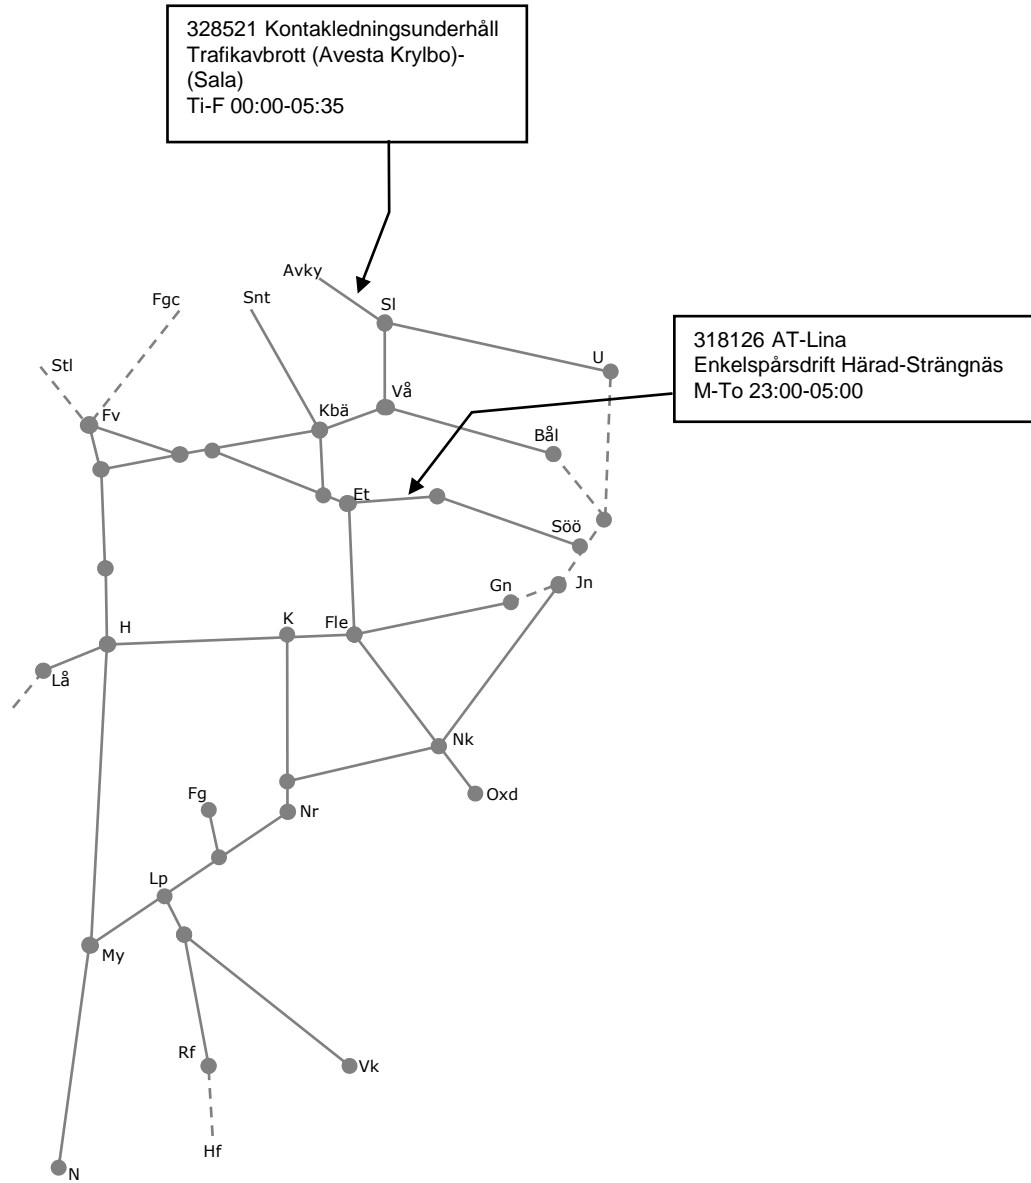 328521 Kontakledningsunderhåll
Trafikavbrott (Avesta Krylbo)-
(Sala)
Ti-F 00:00-05:35
Avky
Fgc
Snt
Sl
318126 AT-Lina
Enkelspårsdrift Härad-Strängnäs
M-To 23:00-05:00
U
Stl
Vå
Fv
Kbä
Bål
Et
Söö
Gn
Jn
H
K
Fle
Lå
Nk
Fg
Oxd
Nr
Lp
My
Rf
Vk
Hf
N